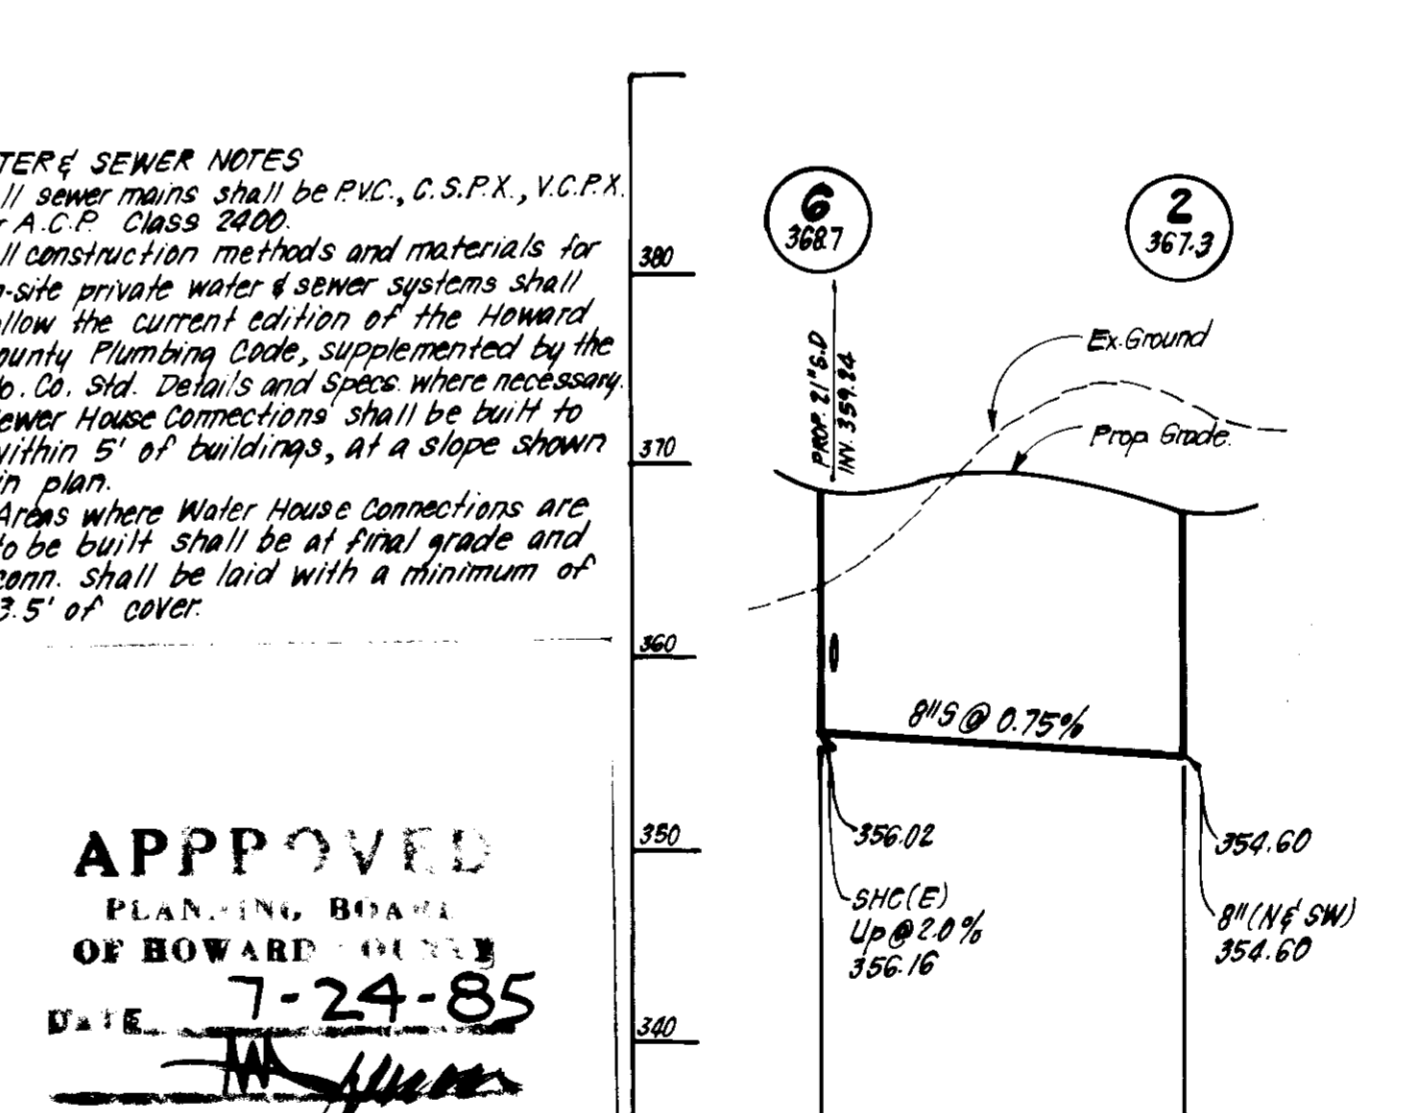 TER & SEWER NOTES
ll sewer mains shall be P.V.C., C.S.P.X., V.C.P.X.
r A.C.P. Class 2400.
ll construction methods and materials for
n-site private water & sewer systems shall
ollow the current edition of the Howard
ounty Plumbing Code, supplemented by the
o. Co. Std. Details and Specs. where necessary.
ewer House Connections shall be built to
within 5' of buildings, at a slope shown
in plan.
Areas where Water House Connections are
to be built shall be at final grade and
conn. shall be laid with a minimum of
3.5' of cover.
APPPOVED
PLANNING BOARD
OF HOWARD COUNTY
DATE 7-24-85
380
370
360
350
340
6
368.7
2
367.3
PROP. 21" S.D
INV. 359.24
Ex. Ground
Prop. Grade.
8"S @ 0.75%
356.02
SHC(E)
Up @ 2.0%
356.16
354.60
8"(N & SW)
354.60